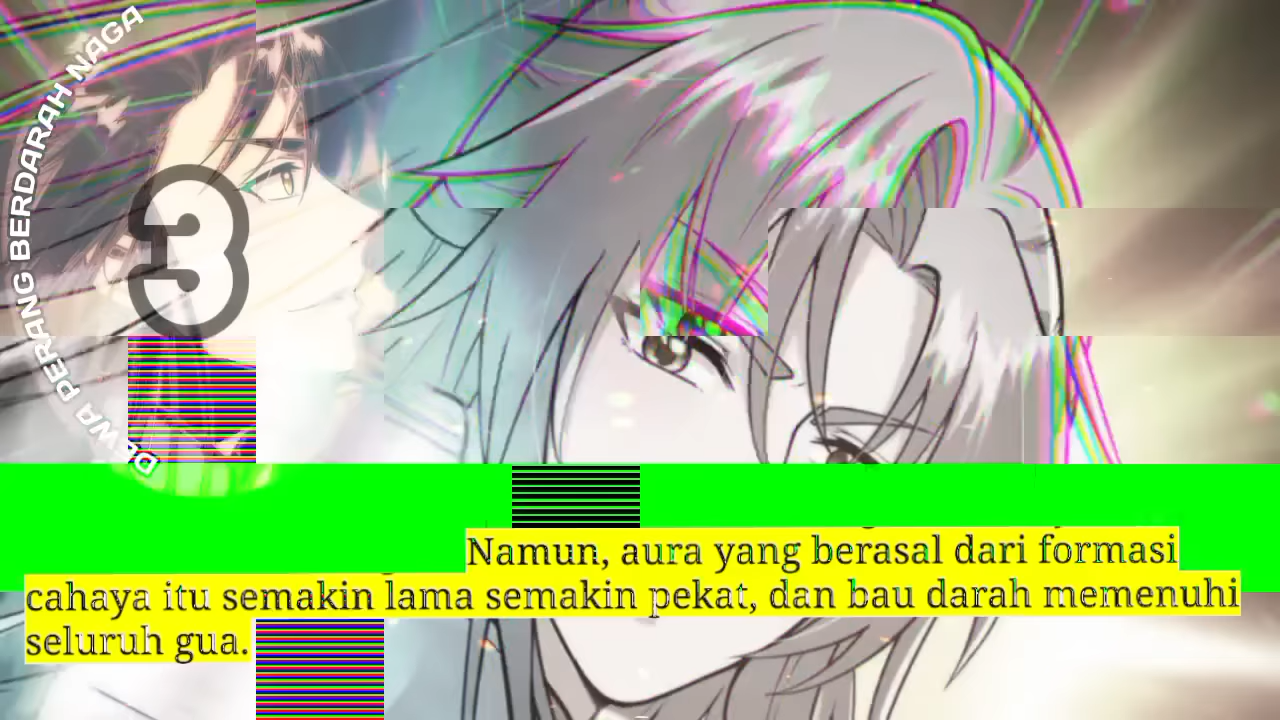 DEWA PERANG BERDARAH NAGA
3
Namun, aura yang berasal dari formasi
cahaya itu semakin lama semakin pekat, dan bau darah memenuhi
seluruh gua.